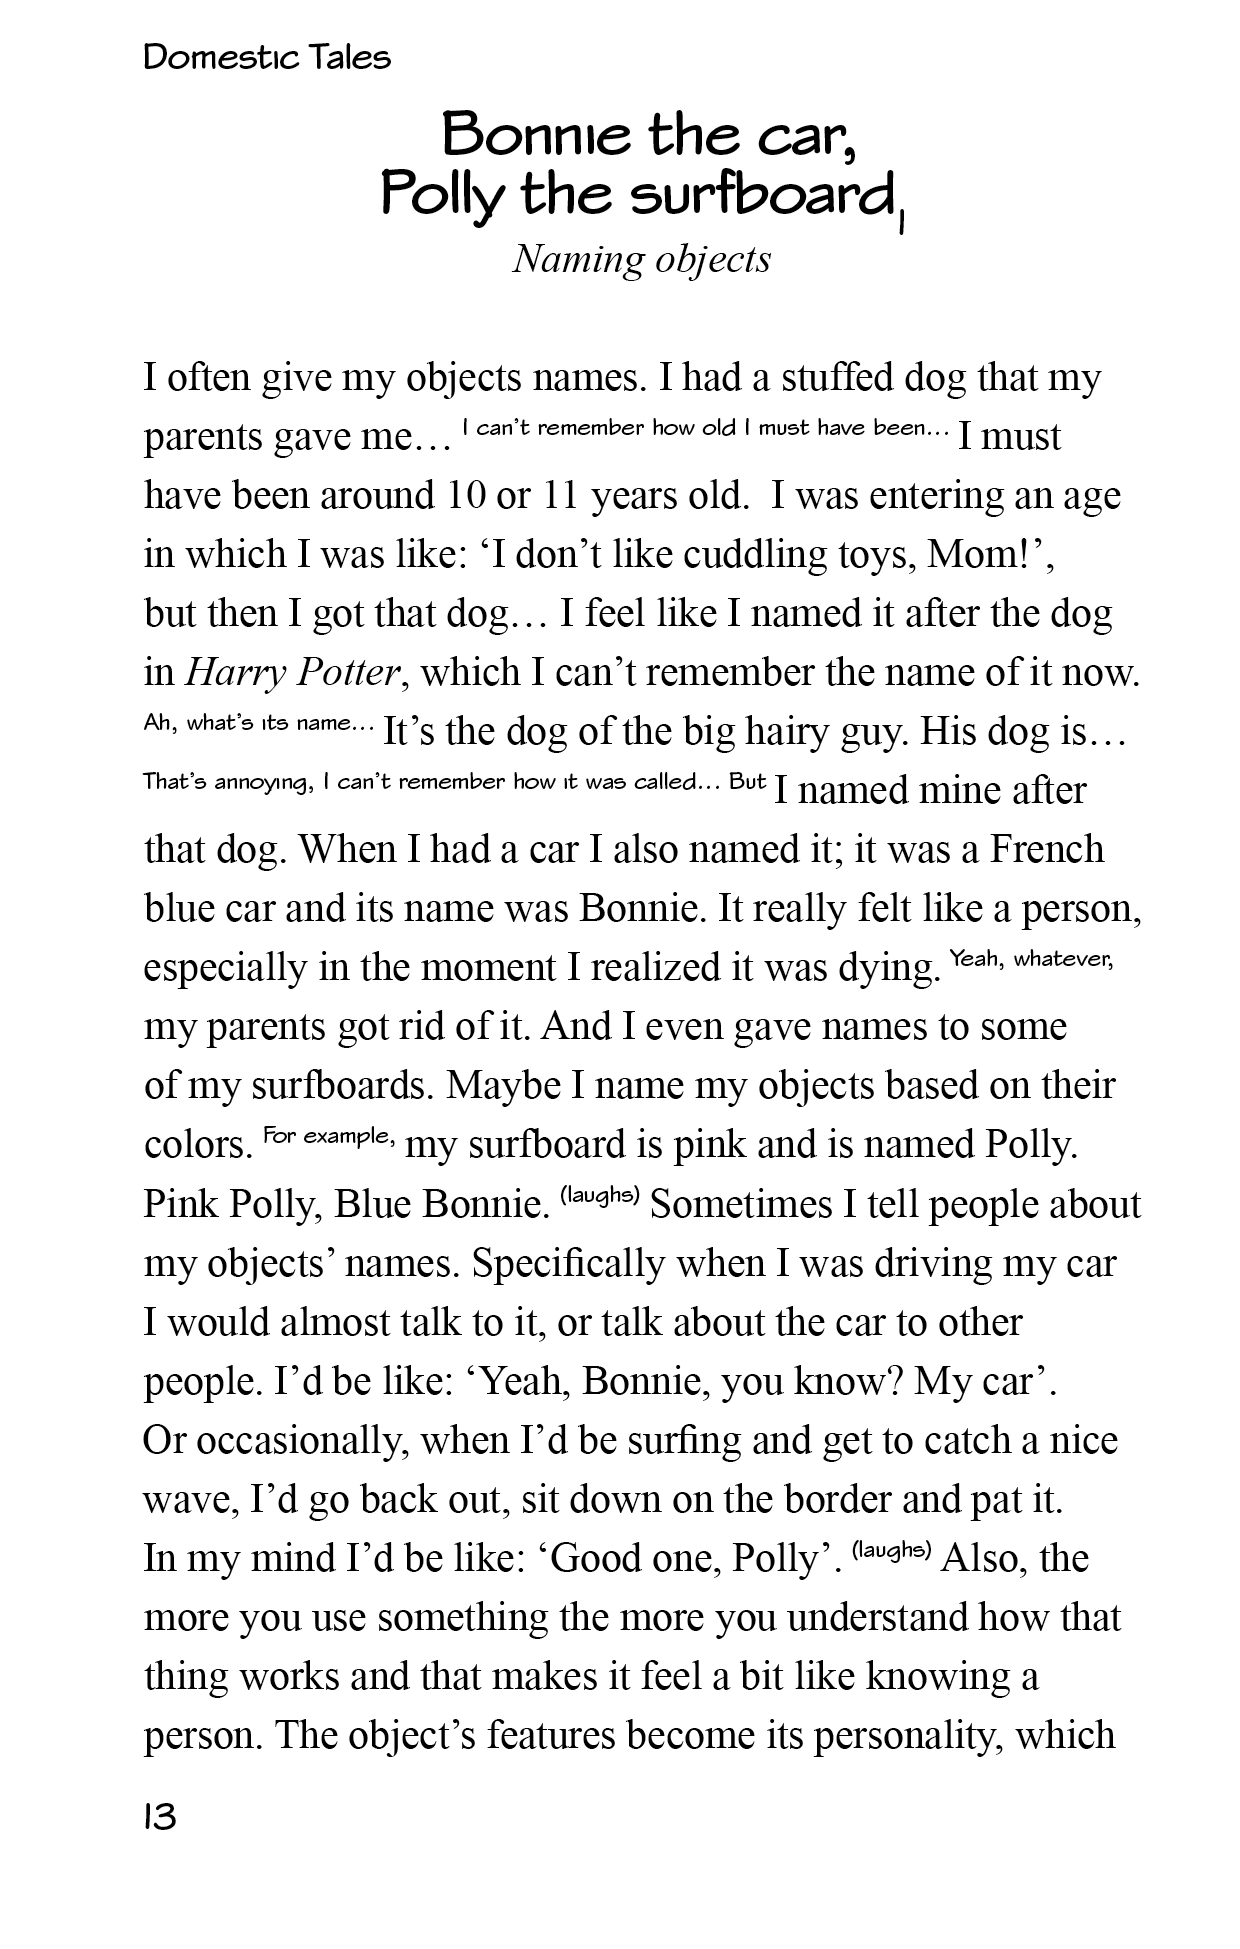 Domestic Tales
Bonnie the car,
Polly the surfboard1
Naming objects
I often give my objects names. I had a stuffed dog that my
parents gave me… I can’t remember how old I must have been… I must
have been around 10 or 11 years old.  I was entering an age
in which I was like: ‘I don’t like cuddling toys, Mom!’,
but then I got that dog… I feel like I named it after the dog
in Harry Potter, which I can’t remember the name of it now.
Ah, what’s its name… It’s the dog of the big hairy guy. His dog is…
That’s annoying, I can’t remember how it was called… But I named mine after
that dog. When I had a car I also named it; it was a French
blue car and its name was Bonnie. It really felt like a person,
especially in the moment I realized it was dying. Yeah, whatever,
my parents got rid of it. And I even gave names to some
of my surfboards. Maybe I name my objects based on their
colors. For example, my surfboard is pink and is named Polly.
Pink Polly, Blue Bonnie. (laughs) Sometimes I tell people about
my objects’ names. Specifically when I was driving my car
I would almost talk to it, or talk about the car to other
people. I’d be like: ‘Yeah, Bonnie, you know? My car’.
Or occasionally, when I’d be surfing and get to catch a nice
wave, I’d go back out, sit down on the border and pat it.
In my mind I’d be like: ‘Good one, Polly’. (laughs) Also, the
more you use something the more you understand how that
thing works and that makes it feel a bit like knowing a
person. The object’s features become its personality, which
13